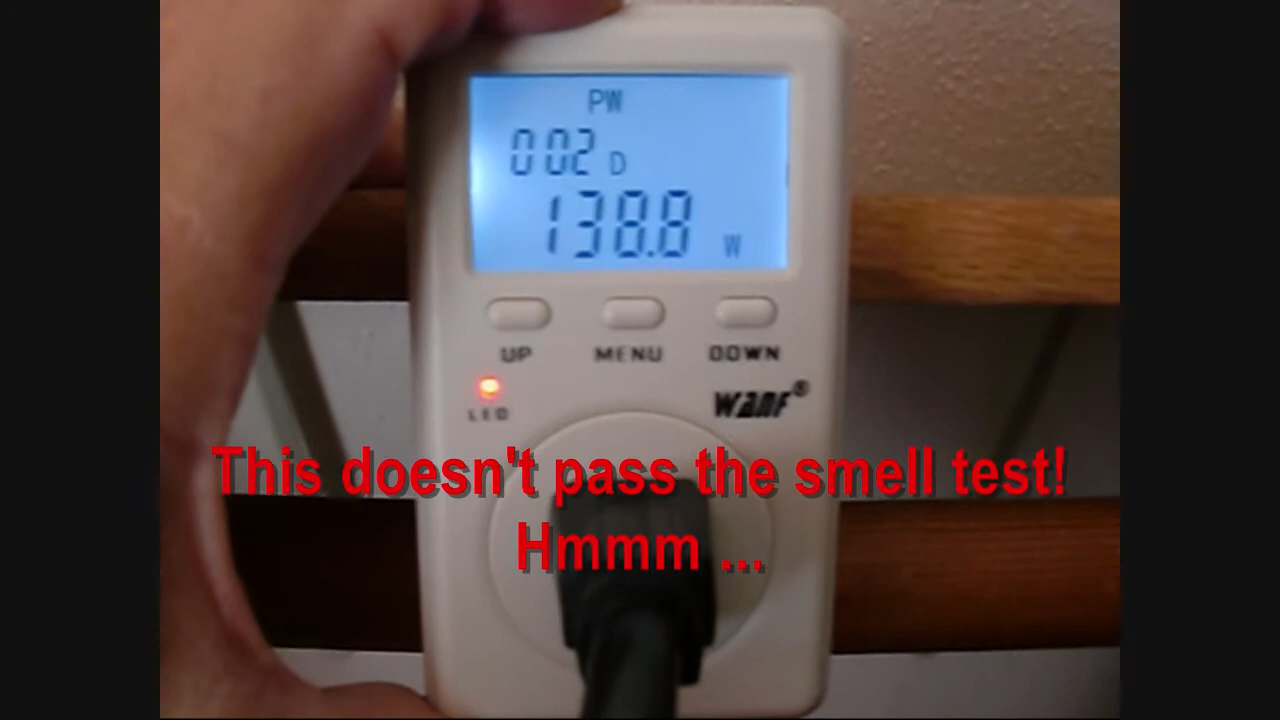 PW
002 D
138.8 W
UP MENU DOWN
LED
WANF®
This doesn't pass the smell test!
Hmmm ...